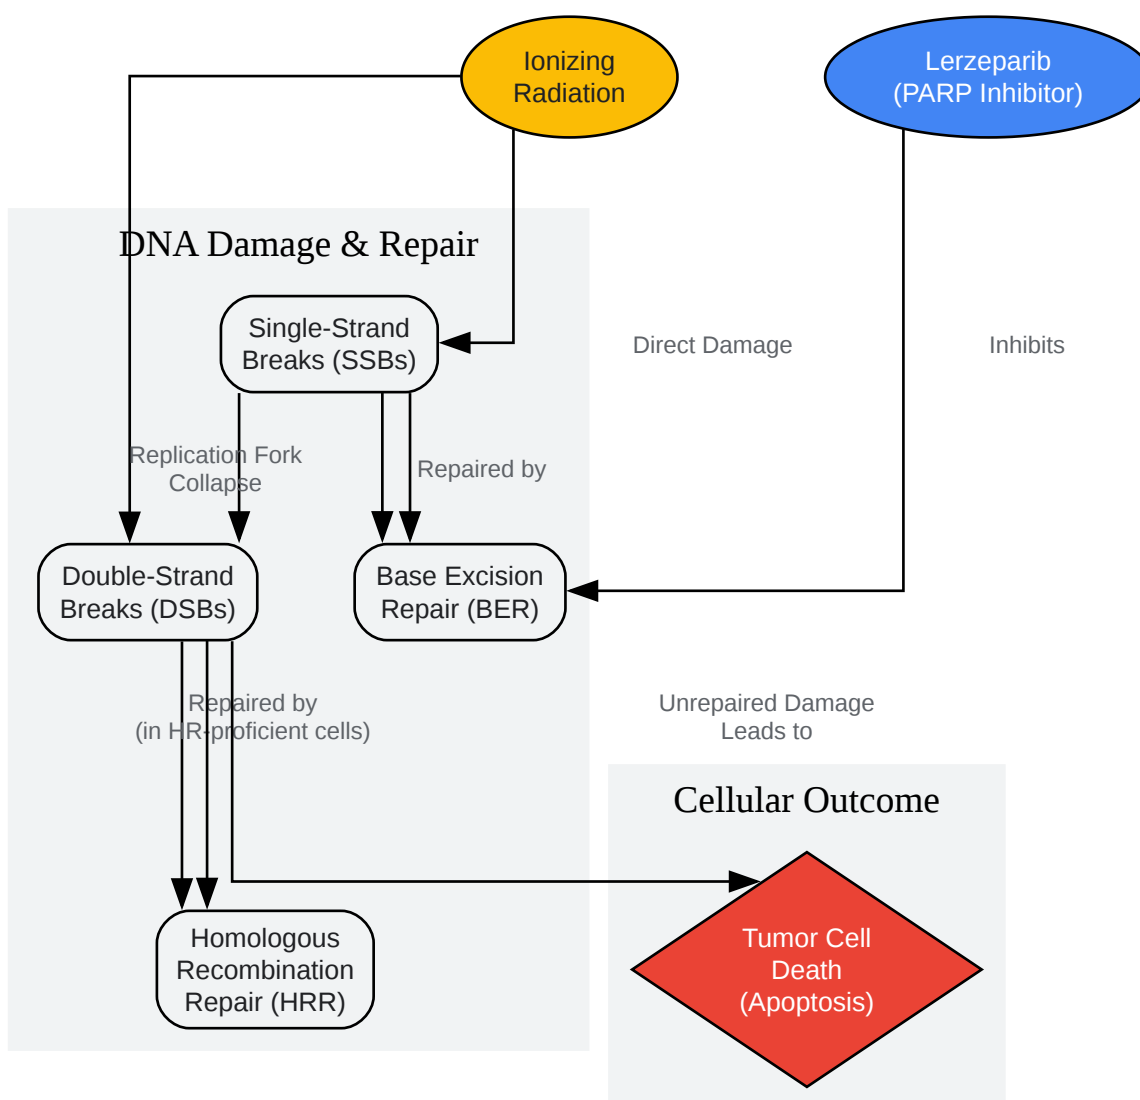 Ionizing
Radiation
Lerzeparib
(PARP Inhibitor)
DNA Damage & Repair
Single-Strand
Breaks (SSBs)
Direct Damage
Inhibits
Replication Fork
Collapse
Repaired by
Double-Strand
Breaks (DSBs)
Base Excision
Repair (BER)
Repaired by
(in HR-proficient cells)
Unrepaired Damage
Leads to
Cellular Outcome
Homologous
Recombination
Repair (HRR)
Tumor Cell
Death
(Apoptosis)